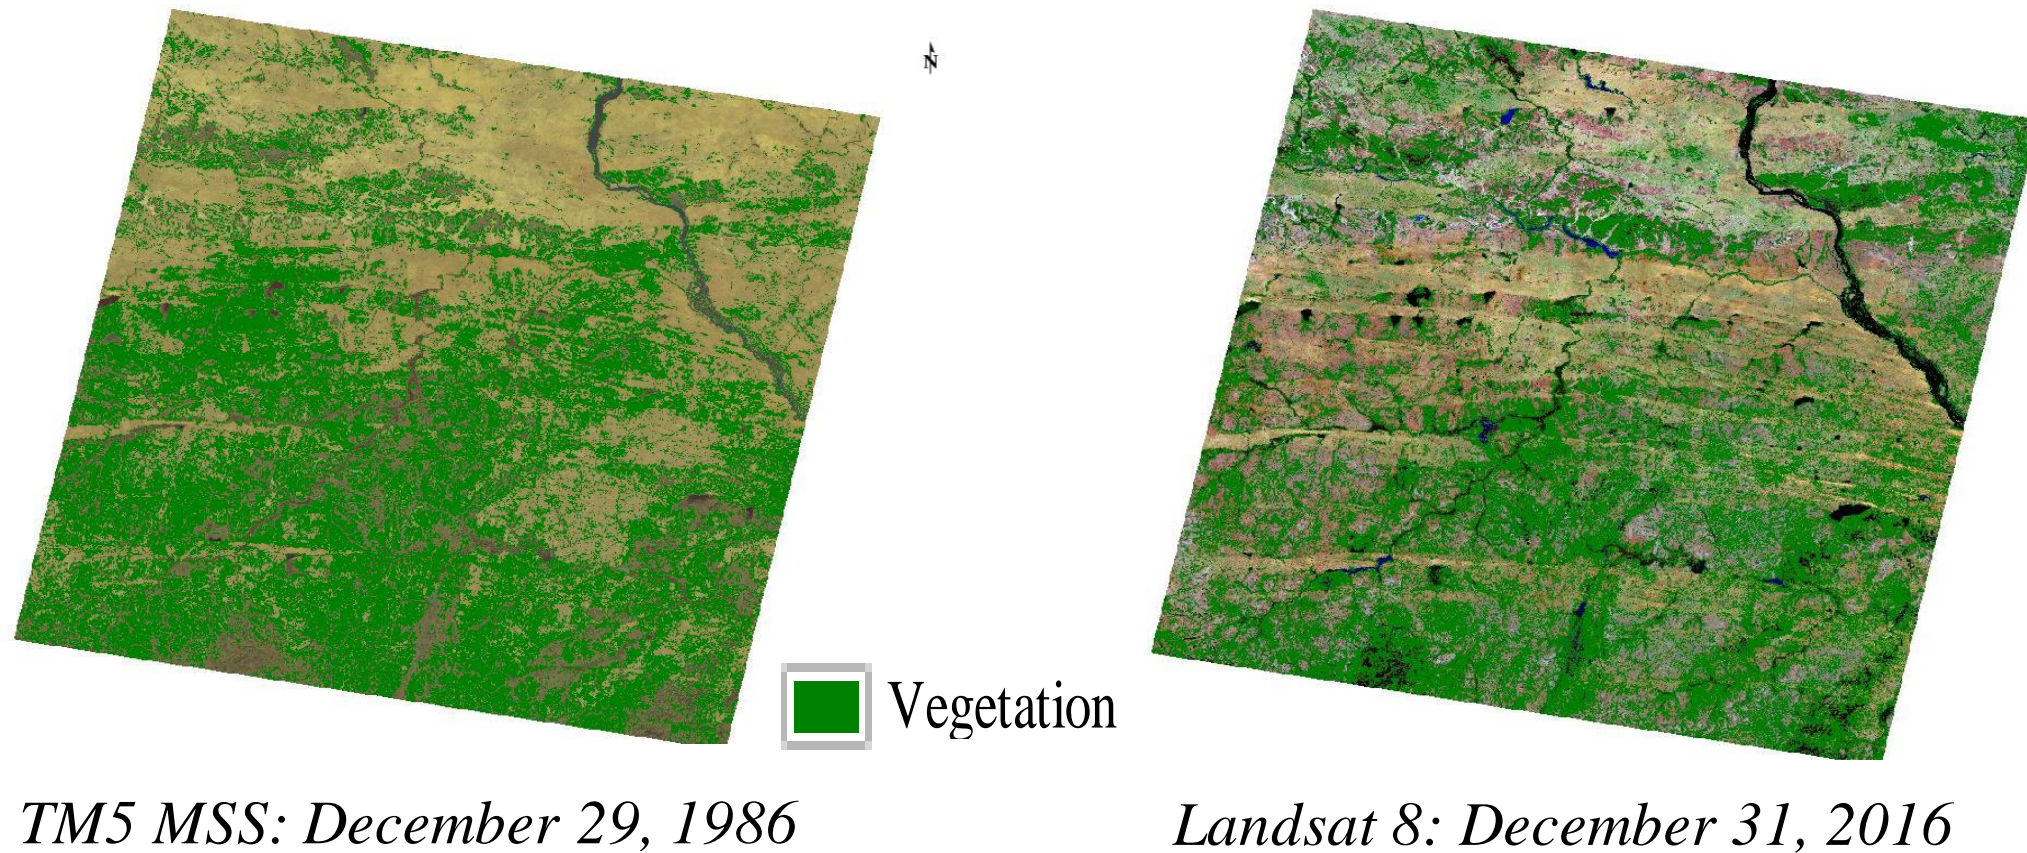 N
Vegetation
TM5 MSS: December 29, 1986
Landsat 8: December 31, 2016